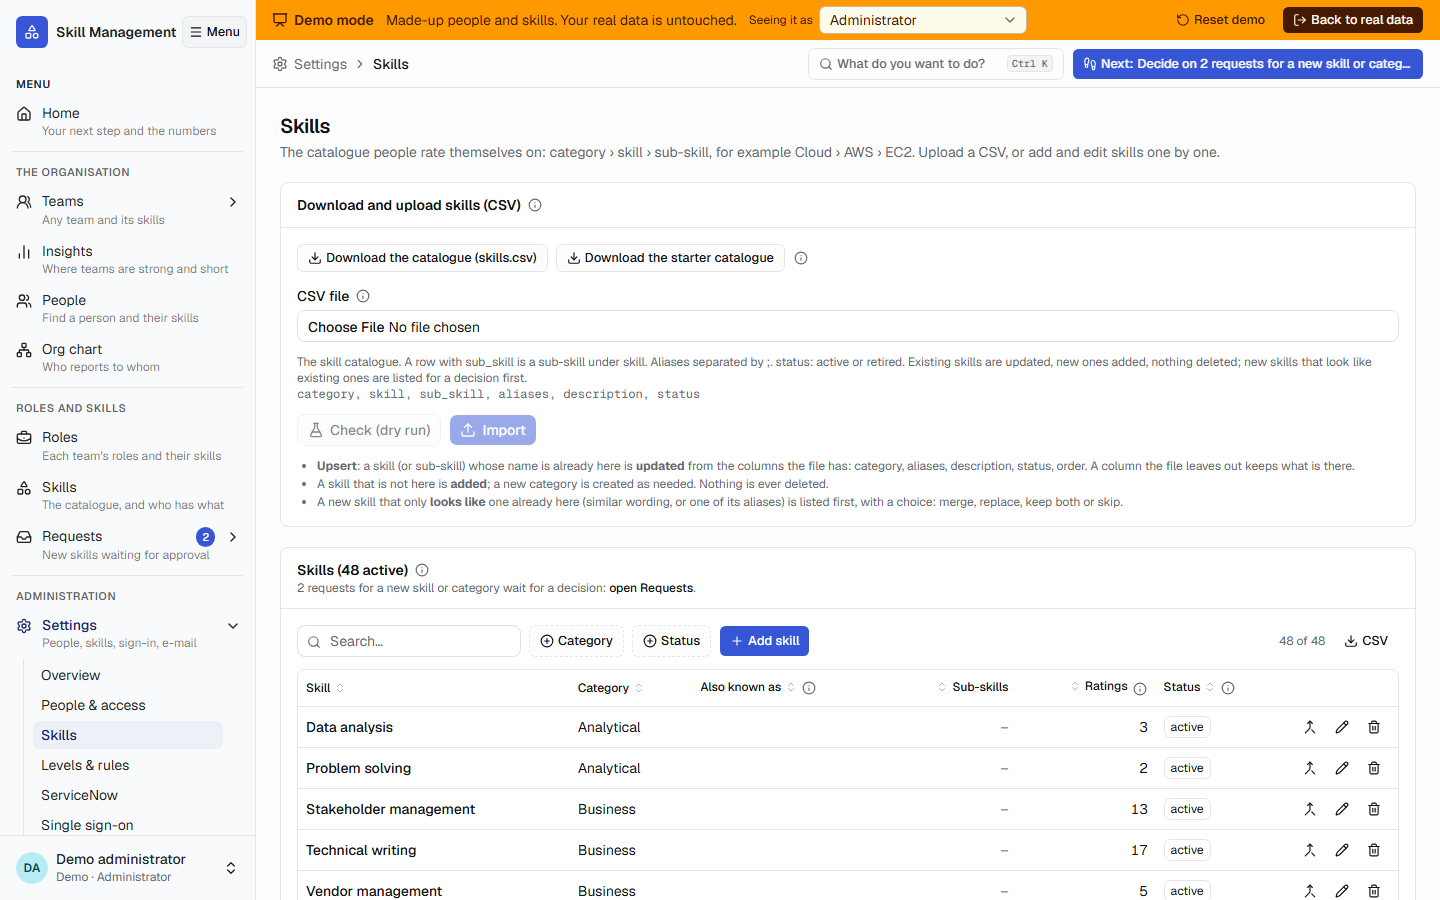 Skill Management
Menu
Demo mode
Made-up people and skills. Your real data is untouched.
Seeing it as
Administrator
Reset demo
Back to real data
Settings
Skills
What do you want to do?
Ctrl K
Next: Decide on 2 requests for a new skill or categ…
MENU
Home
Your next step and the numbers
THE ORGANISATION
Teams
Any team and its skills
Insights
Where teams are strong and short
People
Find a person and their skills
Org chart
Who reports to whom
ROLES AND SKILLS
Roles
Each team's roles and their skills
Skills
The catalogue, and who has what
Requests
2
New skills waiting for approval
ADMINISTRATION
Settings
People, skills, sign-in, e-mail
Overview
People & access
Skills
Levels & rules
ServiceNow
Single sign-on
DA
Demo administrator
Demo · Administrator
Skills
The catalogue people rate themselves on: category › skill › sub-skill, for example Cloud › AWS › EC2. Upload a CSV, or add and edit skills one by one.
Download and upload skills (CSV)
Download the catalogue (skills.csv)
Download the starter catalogue
CSV file
Choose File No file chosen
The skill catalogue. A row with sub_skill is a sub-skill under skill. Aliases separated by ;. status: active or retired. Existing skills are updated, new ones added, nothing deleted; new skills that look like
existing ones are listed for a decision first.
category, skill, sub_skill, aliases, description, status
Check (dry run)
Import
• Upsert: a skill (or sub-skill) whose name is already here is updated from the columns the file has: category, aliases, description, status, order. A column the file leaves out keeps what is there.
• A skill that is not here is added; a new category is created as needed. Nothing is ever deleted.
• A new skill that only looks like one already here (similar wording, or one of its aliases) is listed first, with a choice: merge, replace, keep both or skip.
Skills (48 active)
2 requests for a new skill or category wait for a decision: open Requests.
Search...
Category
Status
Add skill
48 of 48
CSV
Skill Category Also known as Sub-skills Ratings Status
Data analysis Analytical – 3 active
Problem solving Analytical – 2 active
Stakeholder management Business – 13 active
Technical writing Business – 17 active
Vendor management Business – 5 active